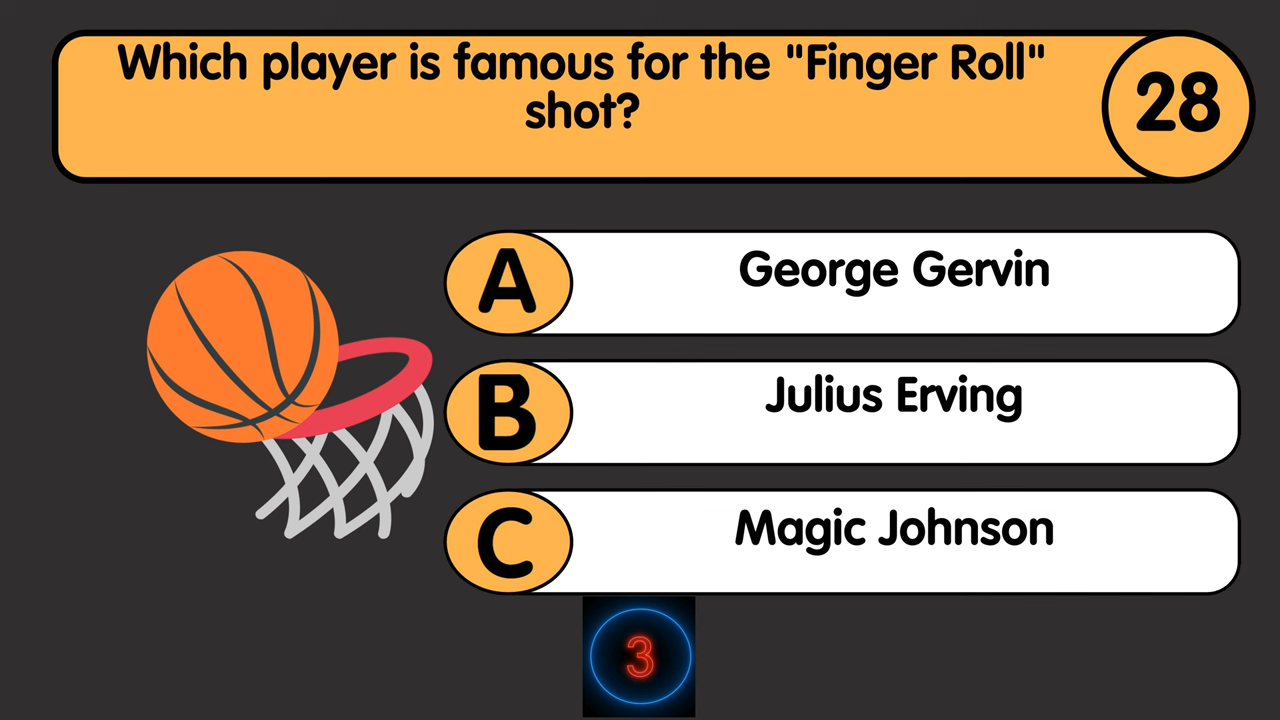 Which player is famous for the "Finger Roll"
shot?
28
A
George Gervin
B
Julius Erving
C
Magic Johnson
3